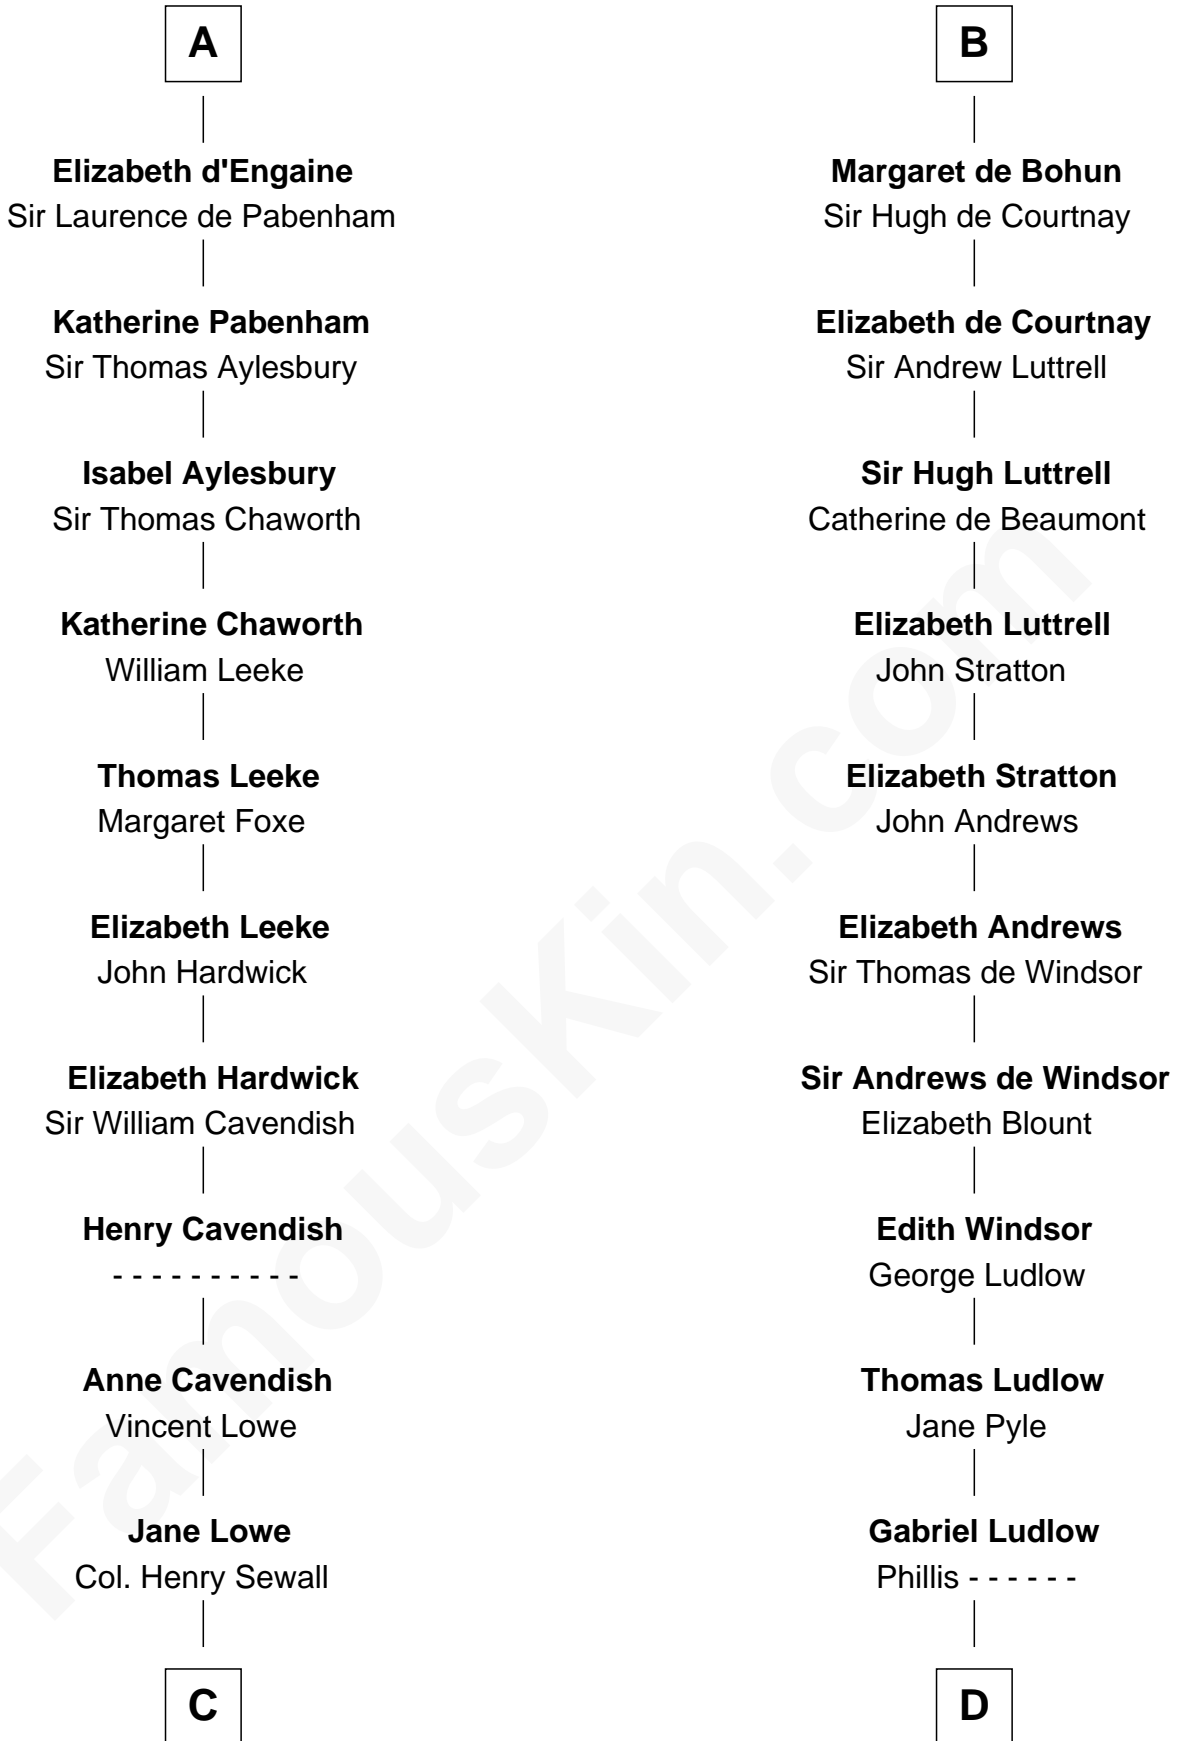 A
Elizabeth d'Engaine
Sir Laurence de Pabenham
Katherine Pabenham
Sir Thomas Aylesbury
Isabel Aylesbury
Sir Thomas Chaworth
Katherine Chaworth
William Leeke
Thomas Leeke
Margaret Foxe
Elizabeth Leeke
John Hardwick
Elizabeth Hardwick
Sir William Cavendish
Henry Cavendish
- - - - - - - - - -
Anne Cavendish
Vincent Lowe
Jane Lowe
Col. Henry Sewall
C
B
Margaret de Bohun
Sir Hugh de Courtnay
Elizabeth de Courtnay
Sir Andrew Luttrell
Sir Hugh Luttrell
Catherine de Beaumont
Elizabeth Luttrell
John Stratton
Elizabeth Stratton
John Andrews
Elizabeth Andrews
Sir Thomas de Windsor
Sir Andrews de Windsor
Elizabeth Blount
Edith Windsor
George Ludlow
Thomas Ludlow
Jane Pyle
Gabriel Ludlow
Phillis - - - - - -
D
FamousKin.com